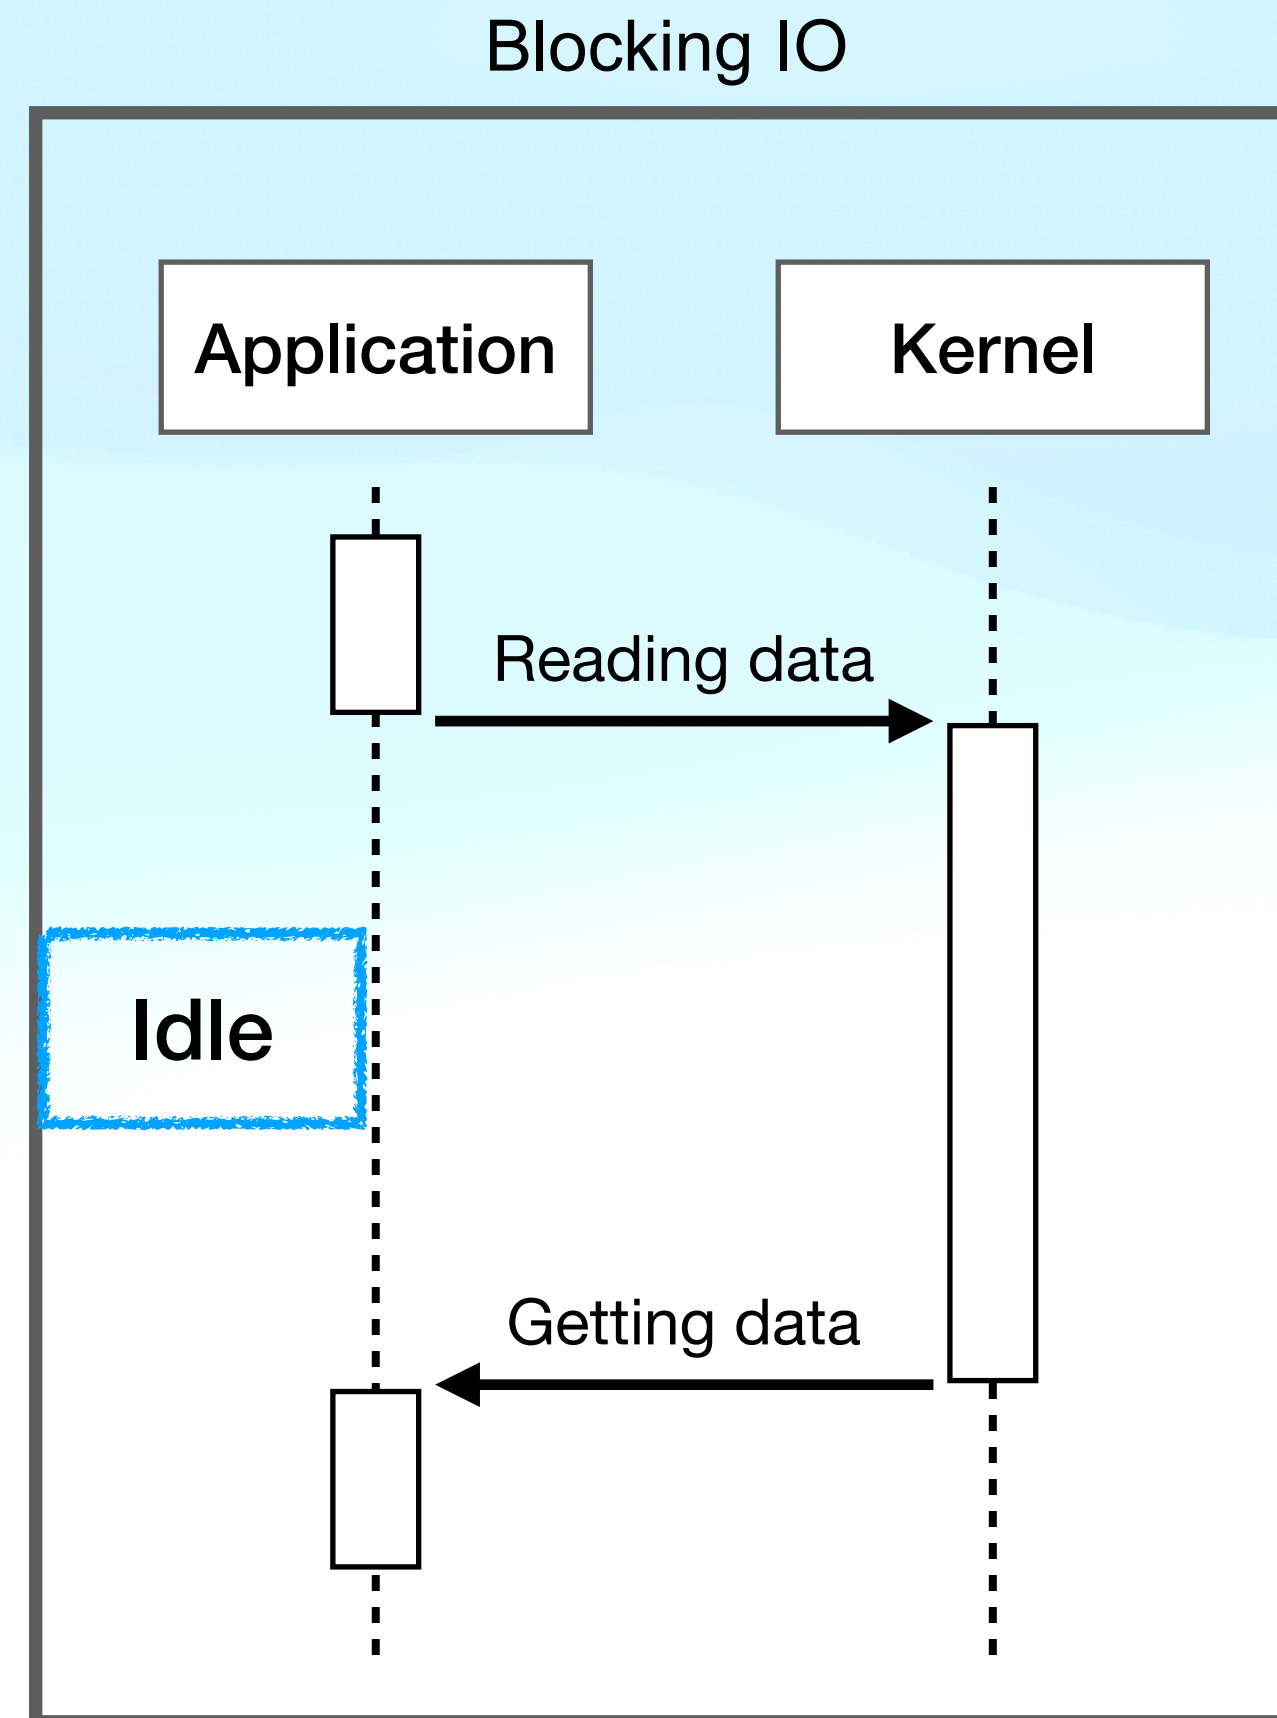 Blocking IO
Application
Kernel
Reading data
Idle
Getting data